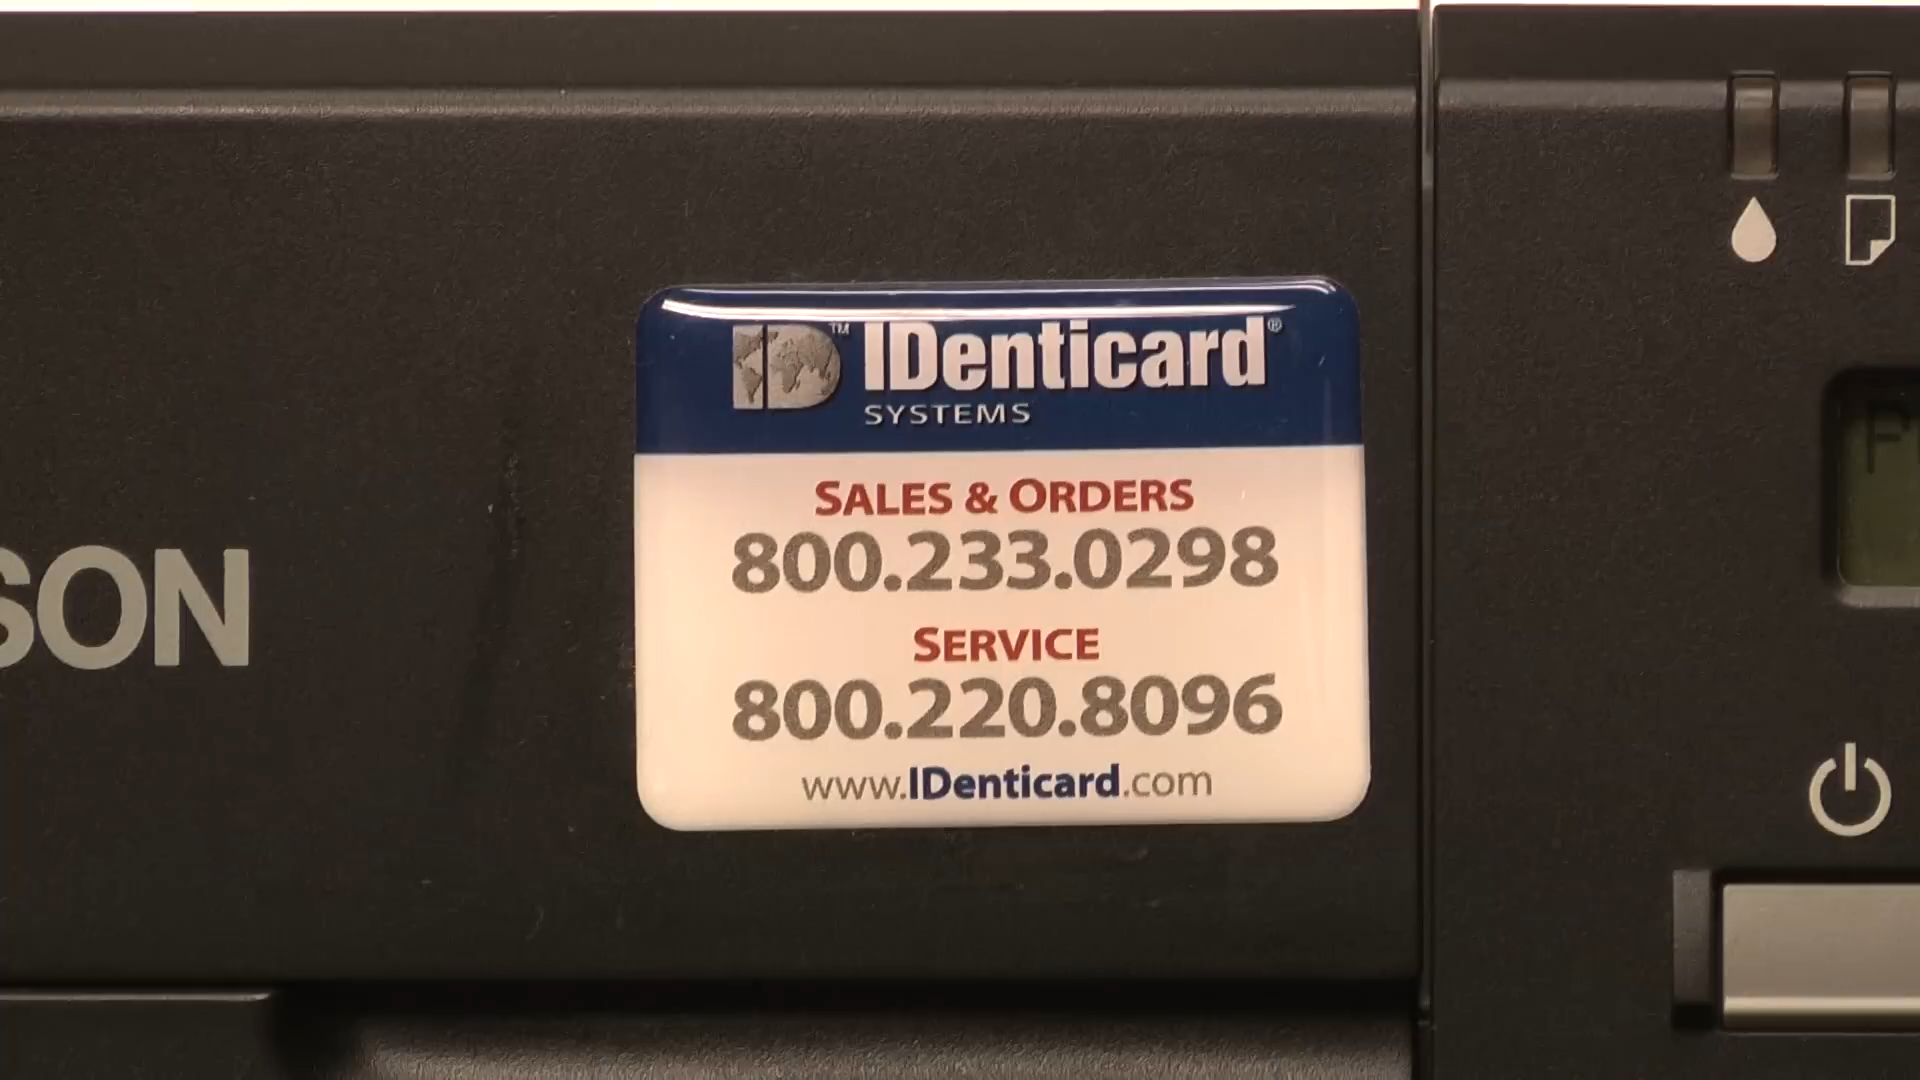 IDenticard®
SYSTEMS
SALES & ORDERS
800.233.0298
SERVICE
800.220.8096
www.IDenticard.com
SON